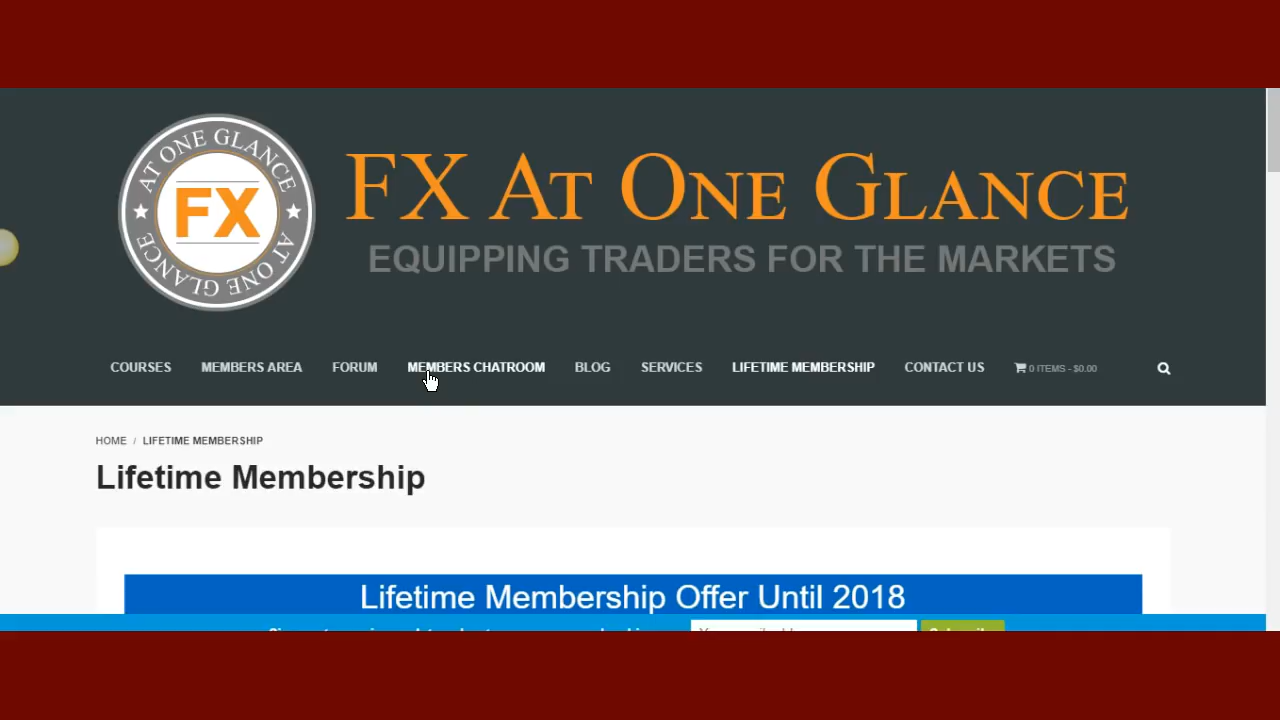 AT ONE GLANCE
FX
AT ONE GLANCE
FX AT ONE GLANCE
EQUIPPING TRADERS FOR THE MARKETS
COURSES MEMBERS AREA FORUM MEMBERS CHATROOM BLOG SERVICES LIFETIME MEMBERSHIP CONTACT US 0 ITEMS - $0.00
HOME / LIFETIME MEMBERSHIP
Lifetime Membership
Lifetime Membership Offer Until 2018